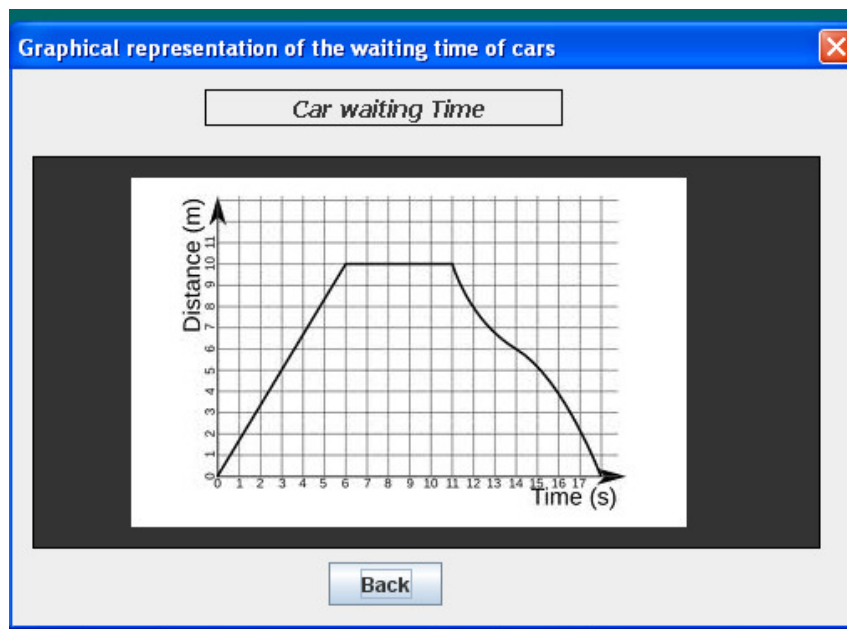 Graphical representation of the waiting time of cars
Car waiting Time
Distance (m)
11
10
9
8
7
6
5
4
3
2
1
0
0 1 2 3 4 5 6 7 8 9 10 11 12 13 14 15 16 17
Time (s)
Back